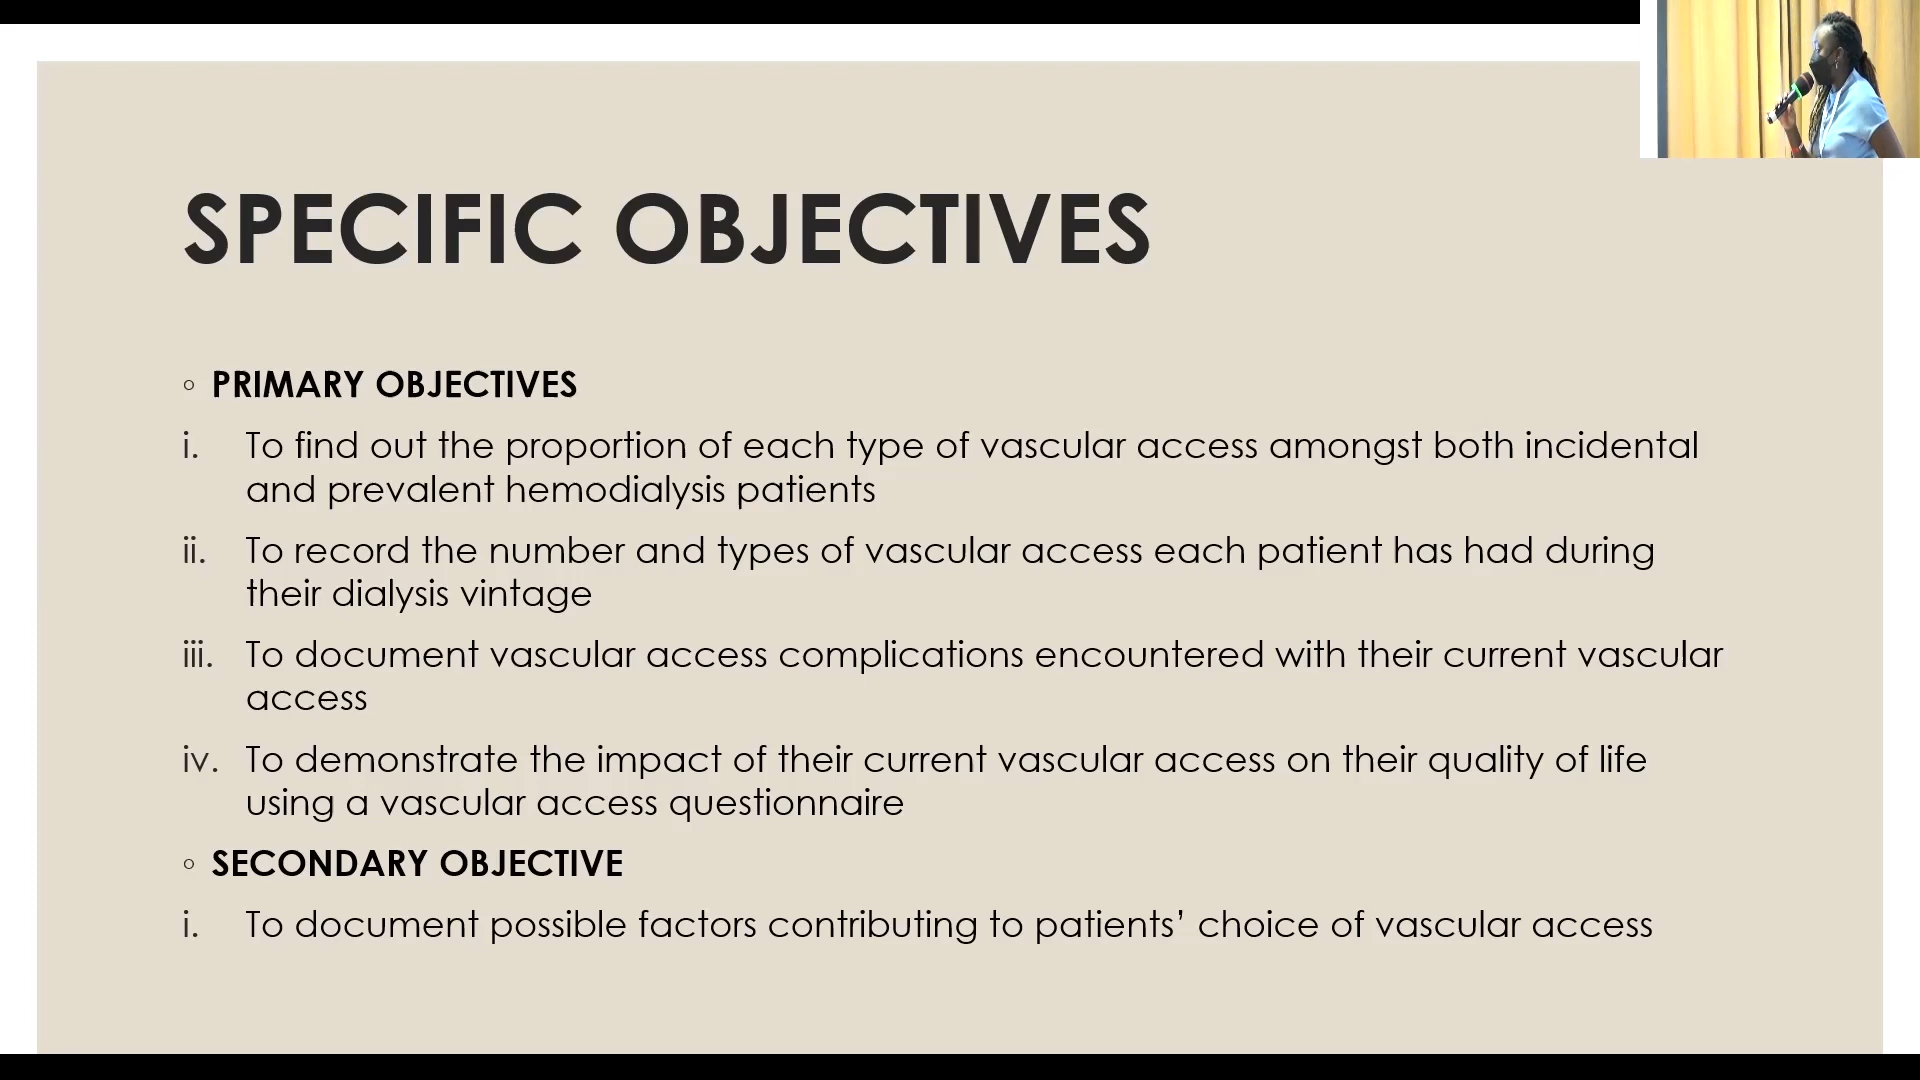 SPECIFIC OBJECTIVES
◦ PRIMARY OBJECTIVES
i. To find out the proportion of each type of vascular access amongst both incidental
and prevalent hemodialysis patients
ii. To record the number and types of vascular access each patient has had during
their dialysis vintage
iii. To document vascular access complications encountered with their current vascular
access
iv. To demonstrate the impact of their current vascular access on their quality of life
using a vascular access questionnaire
◦ SECONDARY OBJECTIVE
i. To document possible factors contributing to patients’ choice of vascular access